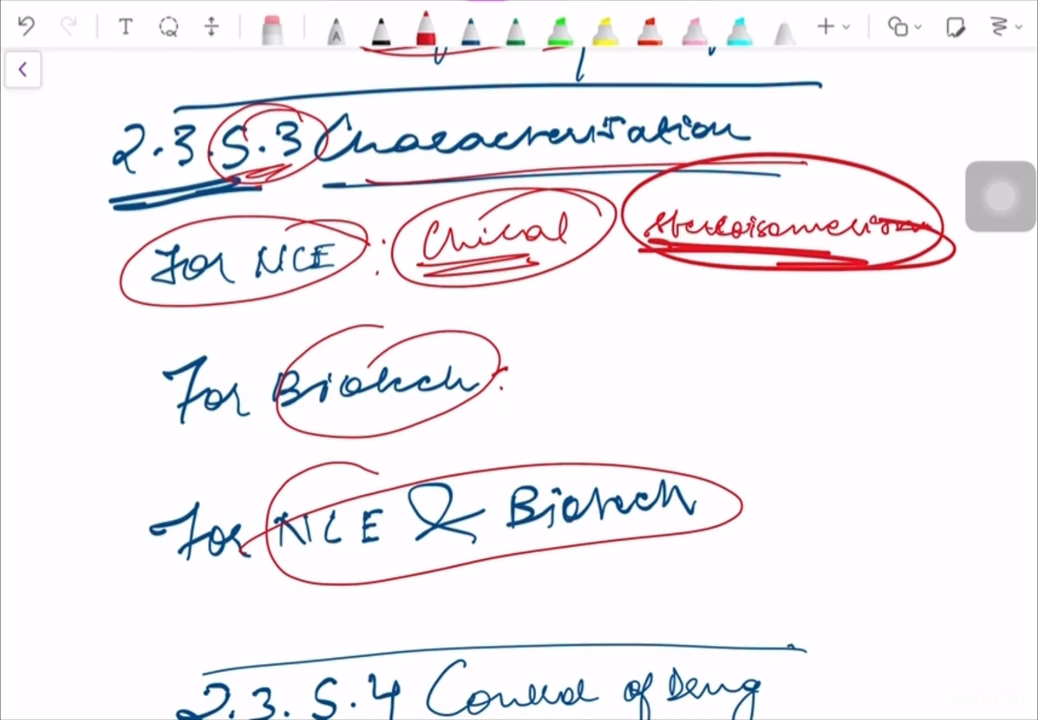 2.3.S.3 Characterisation
For NCE : Chiral Stereoisomerism
For Biotech :
For NCE & Biotech
2.3.S.4 Control of Drug